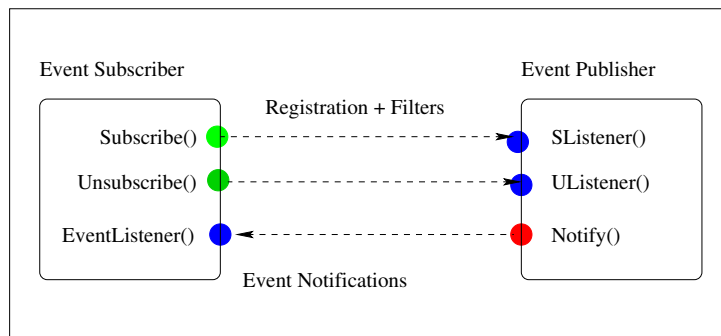 Event Subscriber
Event Publisher
Registration + Filters
Subscribe()
SListener()
Unsubscribe()
UListener()
EventListener()
Notify()
Event Notifications